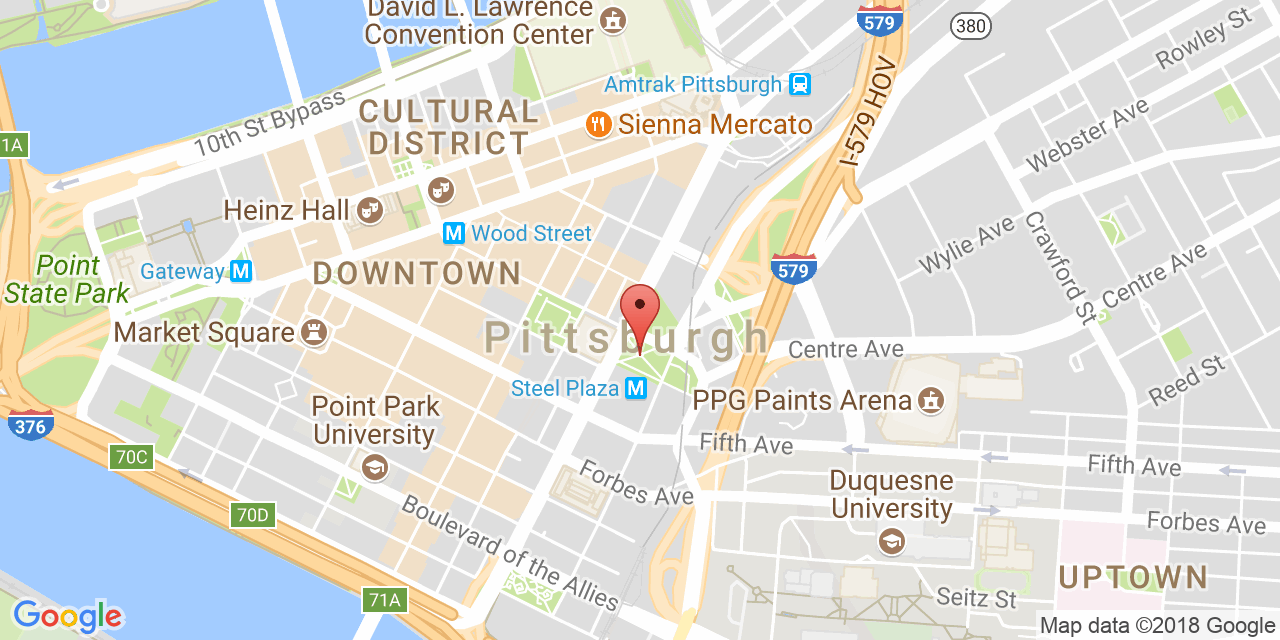 David L. Lawrence
Convention Center
579
380
Rowley St
Amtrak Pittsburgh
I-579 HOV
CULTURAL
DISTRICT
10th St Bypass
Sienna Mercato
Webster Ave
1A
Heinz Hall
M Wood Street
Wylie Ave
Crawford St
Centre Ave
Point
State Park
Gateway M
DOWNTOWN
579
Market Square
Pittsburgh
Centre Ave
Reed St
Steel Plaza M
PPG Paints Arena
Point Park
University
376
70C
Fifth Ave
Fifth Ave
Forbes Ave
Duquesne
University
70D
Boulevard of the Allies
Forbes Ave
UPTOWN
71A
Seitz St
Google
Map data ©2018 Google